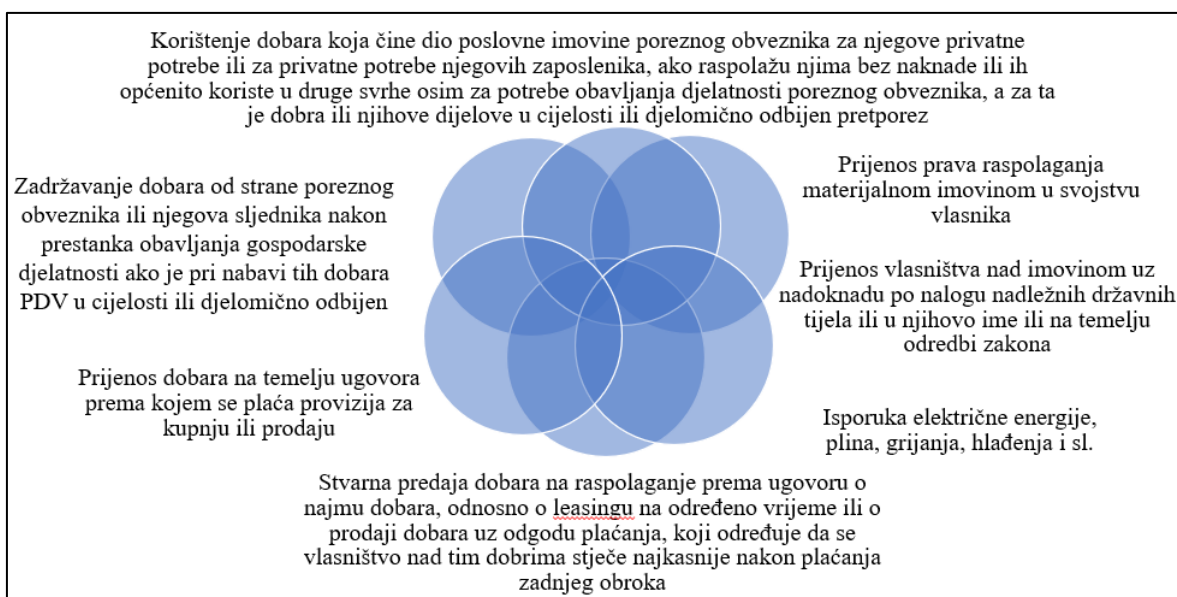 Korištenje dobara koja čine dio poslovne imovine poreznog obveznika za njegove privatne
potrebe ili za privatne potrebe njegovih zaposlenika, ako raspolažu njima bez naknade ili ih
općenito koriste u druge svrhe osim za potrebe obavljanja djelatnosti poreznog obveznika, a za ta
je dobra ili njihove dijelove u cijelosti ili djelomično odbijen pretporez
Prijenos prava raspolaganja
materijalnom imovinom u svojstvu
vlasnika
Prijenos vlasništva nad imovinom uz
nadoknadu po nalogu nadležnih državnih
tijela ili u njihovo ime ili na temelju
odredbi zakona
Isporuka električne energije,
plina, grijanja, hlađenja i sl.
Stvarna predaja dobara na raspolaganje prema ugovoru o
najmu dobara, odnosno o leasingu na određeno vrijeme ili o
prodaji dobara uz odgodu plaćanja, koji određuje da se
vlasništvo nad tim dobrima stječe najkasnije nakon plaćanja
zadnjeg obroka
Prijenos dobara na temelju ugovora
prema kojem se plaća provizija za
kupnju ili prodaju
Zadržavanje dobara od strane poreznog
obveznika ili njegova sljednika nakon
prestanka obavljanja gospodarske
djelatnosti ako je pri nabavi tih dobara
PDV u cijelosti ili djelomično odbijen